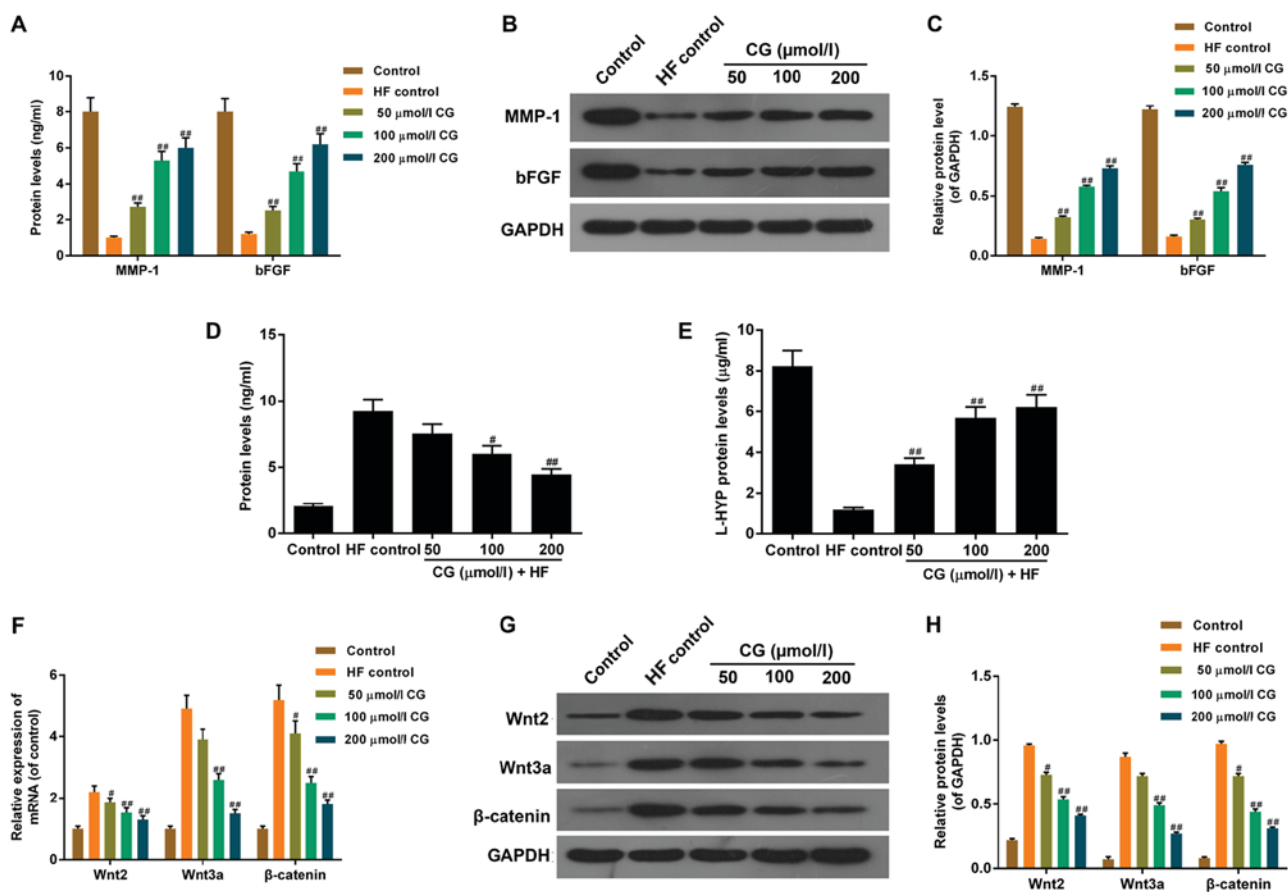 A
Control
HF control
50 μmol/l CG
100 μmol/l CG
200 μmol/l CG
Protein levels (ng/ml)
10
8
6
4
2
0
## ## ## ## ## ##
MMP-1 bFGF
B
Control HF control CG (μmol/l)
50 100 200
MMP-1
bFGF
GAPDH
C
Control
HF control
50 μmol/l CG
100 μmol/l CG
200 μmol/l CG
Relative protein level
(of GAPDH)
1.5
1.0
0.5
0.0
## ## ## ## ## ##
MMP-1 bFGF
D
Protein levels (ng/ml)
15
10
5
0
# ##
Control HF control 50 100 200
CG (μmol/l) + HF
E
L-HYP protein levels (μg/ml)
8
6
4
2
0
## ## ##
Control HF control 50 100 200
CG (μmol/l) + HF
F
Control
HF control
50 μmol/l CG
100 μmol/l CG
200 μmol/l CG
Relative expression of
mRNA (of control)
6
4
2
0
# ## ## ## ## # ## ##
Wnt2 Wnt3a β-catenin
G
Control HF control CG (μmol/l)
50 100 200
Wnt2
Wnt3a
β-catenin
GAPDH
H
Control
HF control
50 μmol/l CG
100 μmol/l CG
200 μmol/l CG
Relative protein levels
(of GAPDH)
1.0
0.5
0.0
# ## ## ## ## # ## ##
Wnt2 Wnt3a β-catenin